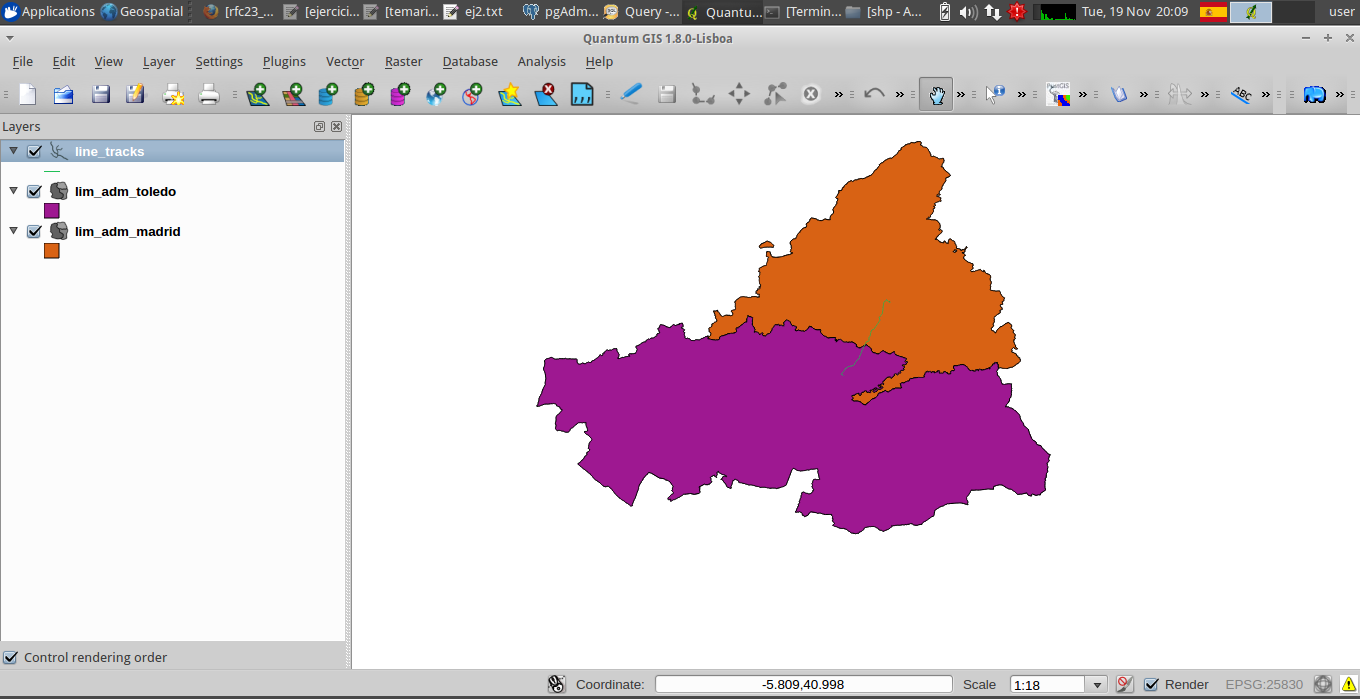 Applications Geospatial [rfc23_... [ejercici... [temari... ej2.txt pgAdm... Query -... Quantu... [Termin... [shp - A... Tue, 19 Nov 20:09 user
Quantum GIS 1.8.0-Lisboa
File Edit View Layer Settings Plugins Vector Raster Database Analysis Help
PostGIS ABC
Layers
line_tracks
lim_adm_toledo
lim_adm_madrid
Control rendering order
Coordinate: -5.809,40.998 Scale 1:18 Render EPSG:25830